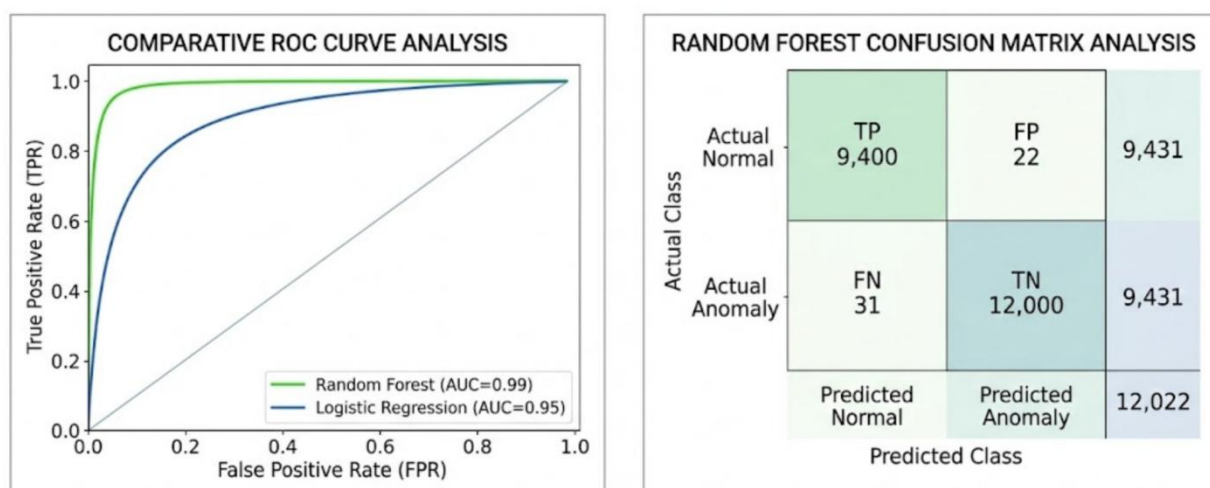 COMPARATIVE ROC CURVE ANALYSIS
True Positive Rate (TPR)
1.0
0.8
0.6
0.4
0.2
0.0
Random Forest (AUC=0.99)
Logistic Regression (AUC=0.95)
0.0 0.2 0.4 0.6 0.8 1.0
False Positive Rate (FPR)
RANDOM FOREST CONFUSION MATRIX ANALYSIS
Actual Class
Actual
Normal
TP
9,400
FP
22
9,431
Actual
Anomaly
FN
31
TN
12,000
9,431
Predicted
Normal
Predicted
Anomaly
12,022
Predicted Class